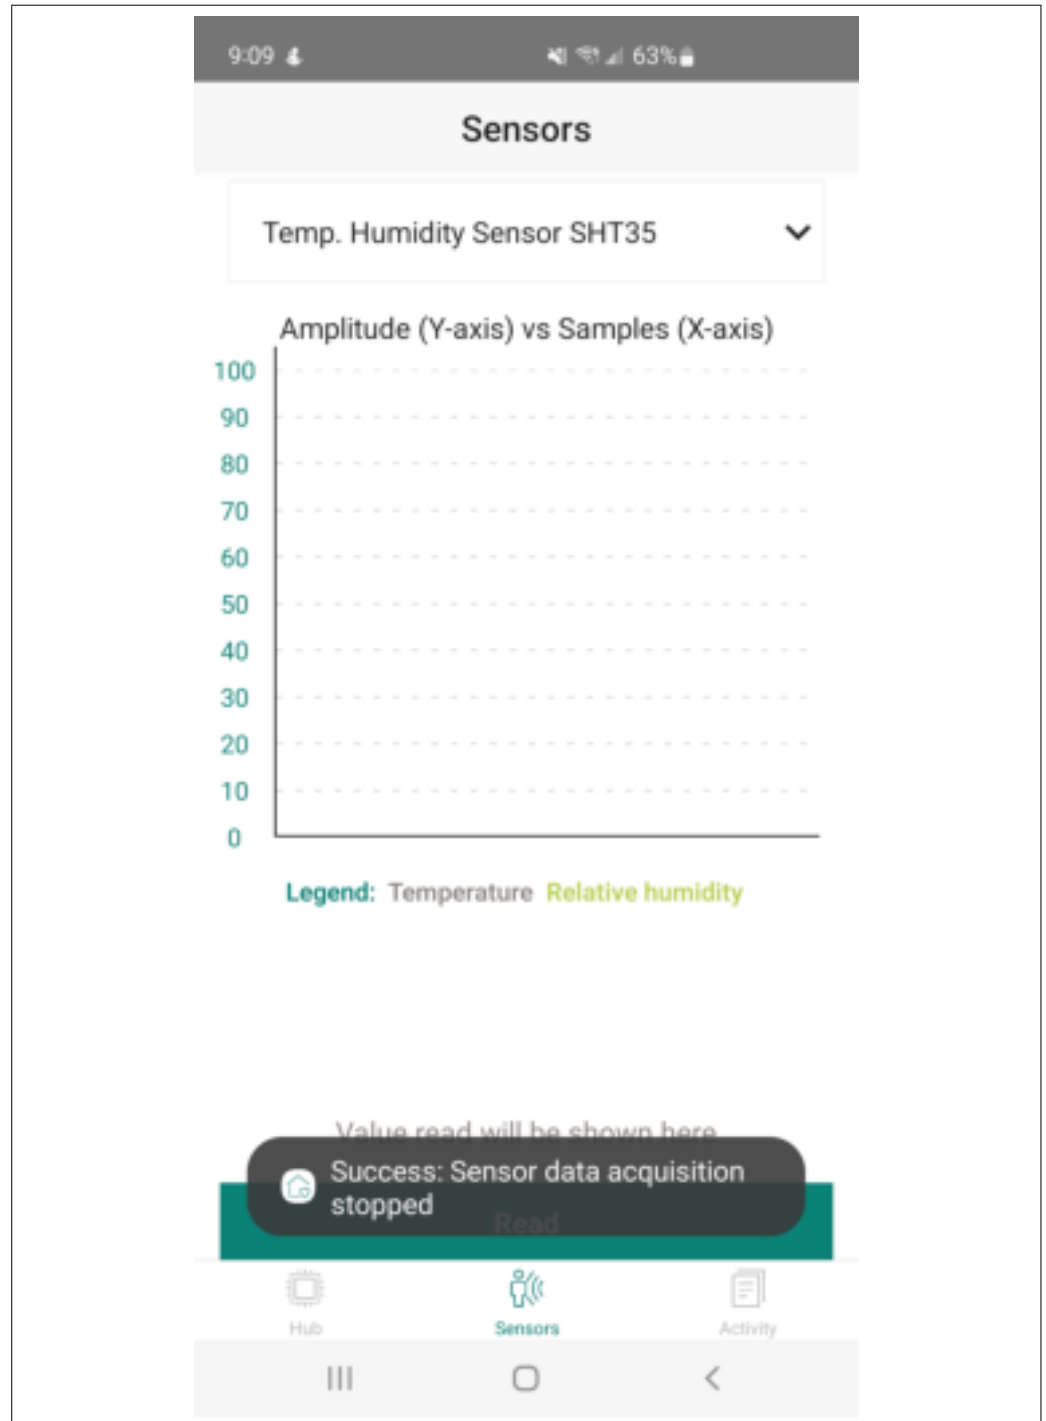 9:09 63%
Sensors
Temp. Humidity Sensor SHT35
Amplitude (Y-axis) vs Samples (X-axis)
100
90
80
70
60
50
40
30
20
10
0
Legend: Temperature Relative humidity
Value read will be shown here
Success: Sensor data acquisition
stopped
Read
Hub Sensors Activity